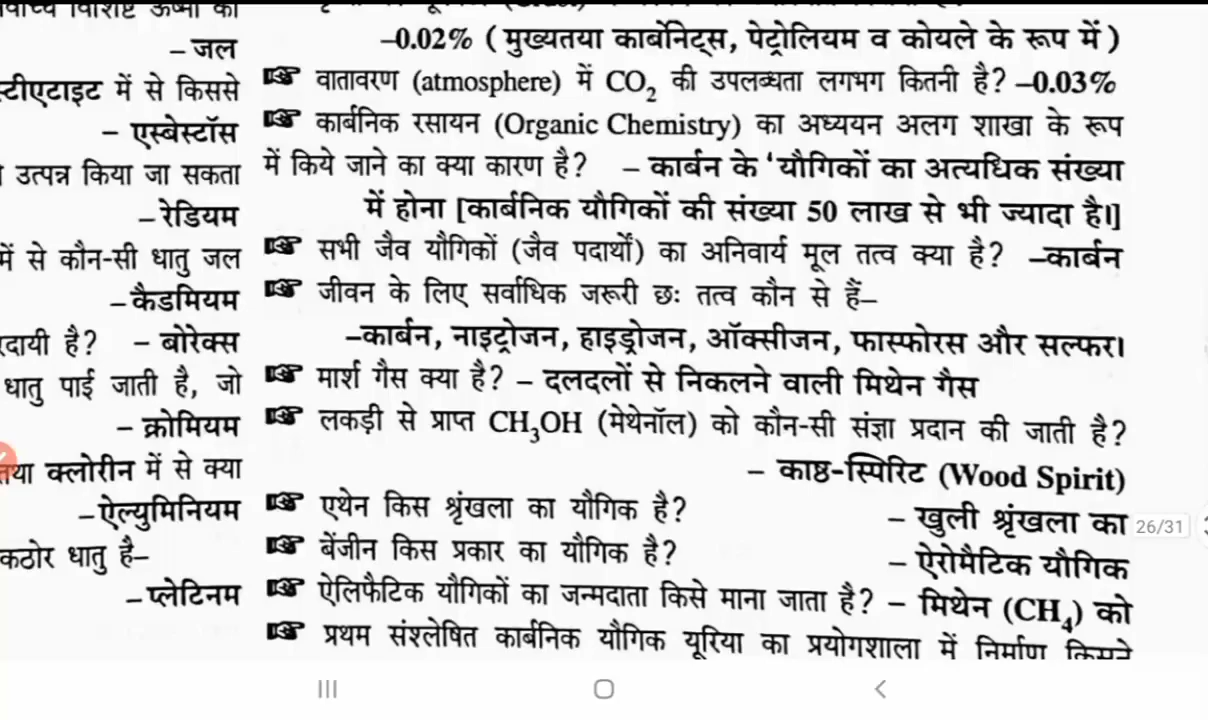 – जल
टीएटाइट में से किससे
– एस्बेस्टॉस
उत्पन्न किया जा सकता
– रेडियम
में से कौन-सी धातु जल
– कैडमियम
दायी है? – बोरेक्स
धातु पाई जाती है, जो
– क्रोमियम
तथा क्लोरीन में से क्या
– ऐल्युमिनियम
कठोर धातु है–
– प्लेटिनम
–0.02% ( मुख्यतया कार्बोनेट्स, पेट्रोलियम व कोयले के रूप में )
☞ वातावरण (atmosphere) में CO₂ की उपलब्धता लगभग कितनी है? –0.03%
☞ कार्बनिक रसायन (Organic Chemistry) का अध्ययन अलग शाखा के रूप
में किये जाने का क्या कारण है? – कार्बन के ‘यौगिकों का अत्यधिक संख्या
में होना [कार्बनिक यौगिकों की संख्या 50 लाख से भी ज्यादा है।]
☞ सभी जैव यौगिकों (जैव पदार्थों) का अनिवार्य मूल तत्व क्या है? –कार्बन
☞ जीवन के लिए सर्वाधिक जरूरी छः तत्व कौन से हैं–
–कार्बन, नाइट्रोजन, हाइड्रोजन, ऑक्सीजन, फास्फोरस और सल्फर।
☞ मार्श गैस क्या है? – दलदलों से निकलने वाली मिथेन गैस
☞ लकड़ी से प्राप्त CH₃OH (मेथेनॉल) को कौन-सी संज्ञा प्रदान की जाती है?
– काष्ठ-स्पिरिट (Wood Spirit)
☞ एथेन किस श्रृंखला का यौगिक है? – खुली श्रृंखला का
☞ बेंजीन किस प्रकार का यौगिक है? – ऐरोमैटिक यौगिक
☞ ऐलिफैटिक यौगिकों का जन्मदाता किसे माना जाता है? – मिथेन (CH₄) को
☞ प्रथम संश्लेषित कार्बनिक यौगिक यूरिया का प्रयोगशाला में निर्माण किसने
26/31